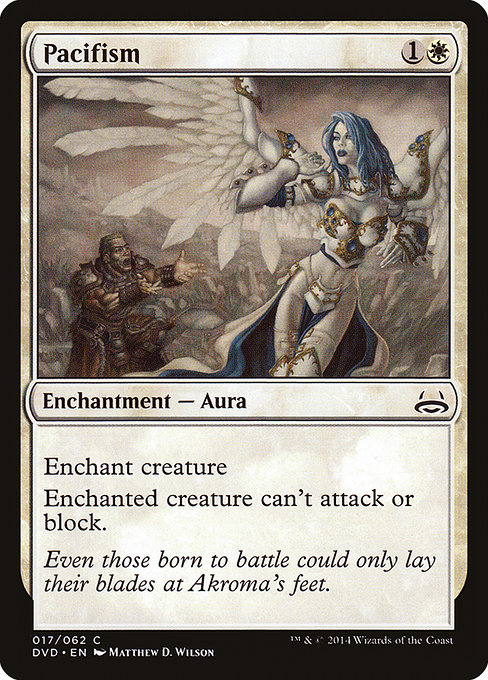 Pacifism 1
Enchantment — Aura
Enchant creature
Enchanted creature can't attack or
block.
Even those born to battle could only lay
their blades at Akroma's feet.
017/062 C
DVD • EN Matthew D. Wilson
™ & © 2014 Wizards of the Coast